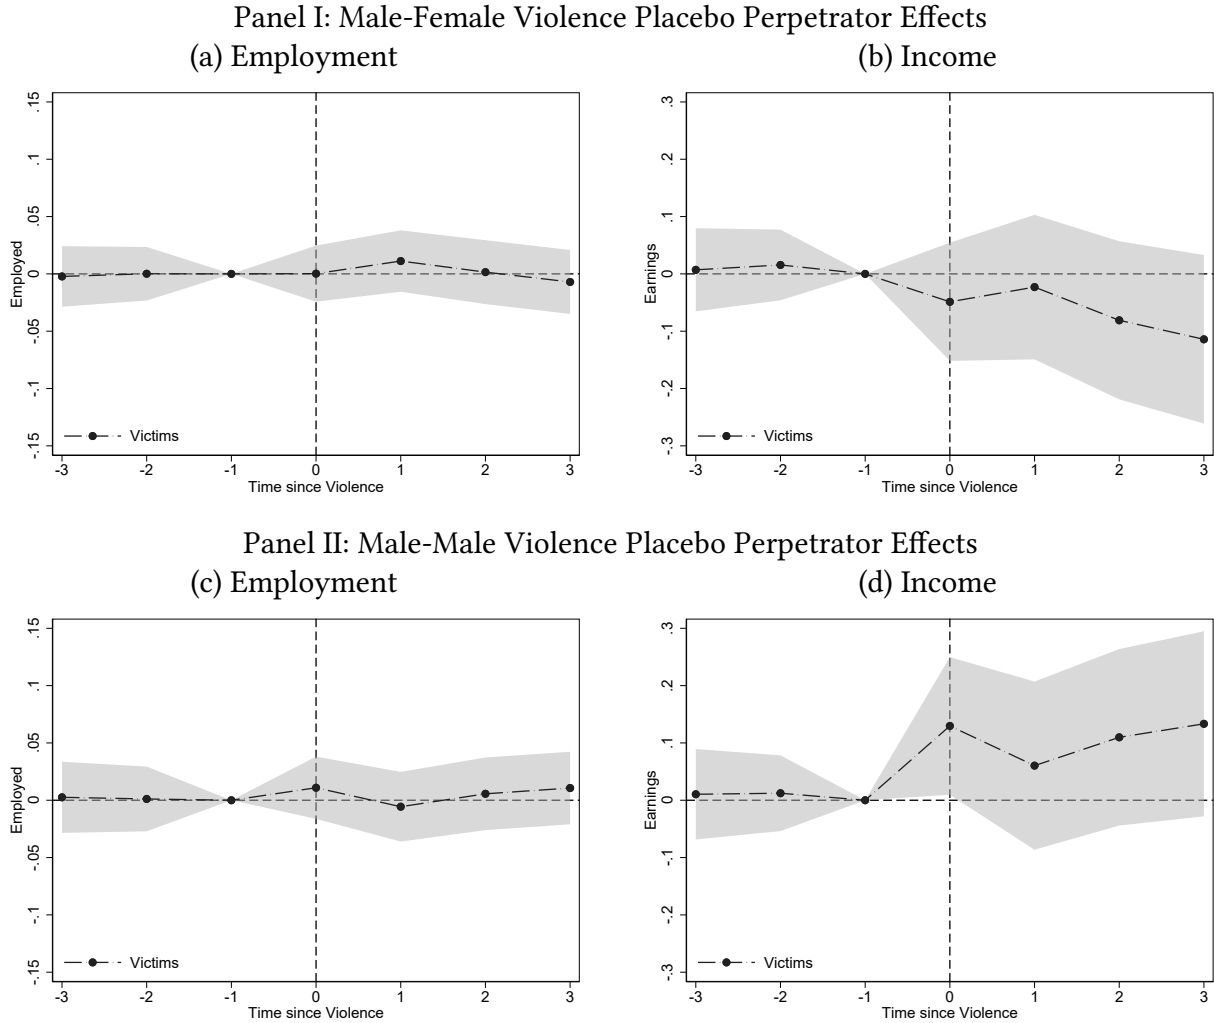 Panel I: Male-Female Violence Placebo Perpetrator Effects
(a) Employment
(b) Income
.15
.1
.05
0
-.05
-.1
-.15
Employed
Victims
-3 -2 -1 0 1 2 3
Time since Violence
.3
.2
.1
0
-.1
-.2
-.3
Earnings
Victims
-3 -2 -1 0 1 2 3
Time since Violence
Panel II: Male-Male Violence Placebo Perpetrator Effects
(c) Employment
(d) Income
.15
.1
.05
0
-.05
-.1
-.15
Employed
Victims
-3 -2 -1 0 1 2 3
Time since Violence
.3
.2
.1
0
-.1
-.2
-.3
Earnings
Victims
-3 -2 -1 0 1 2 3
Time since Violence